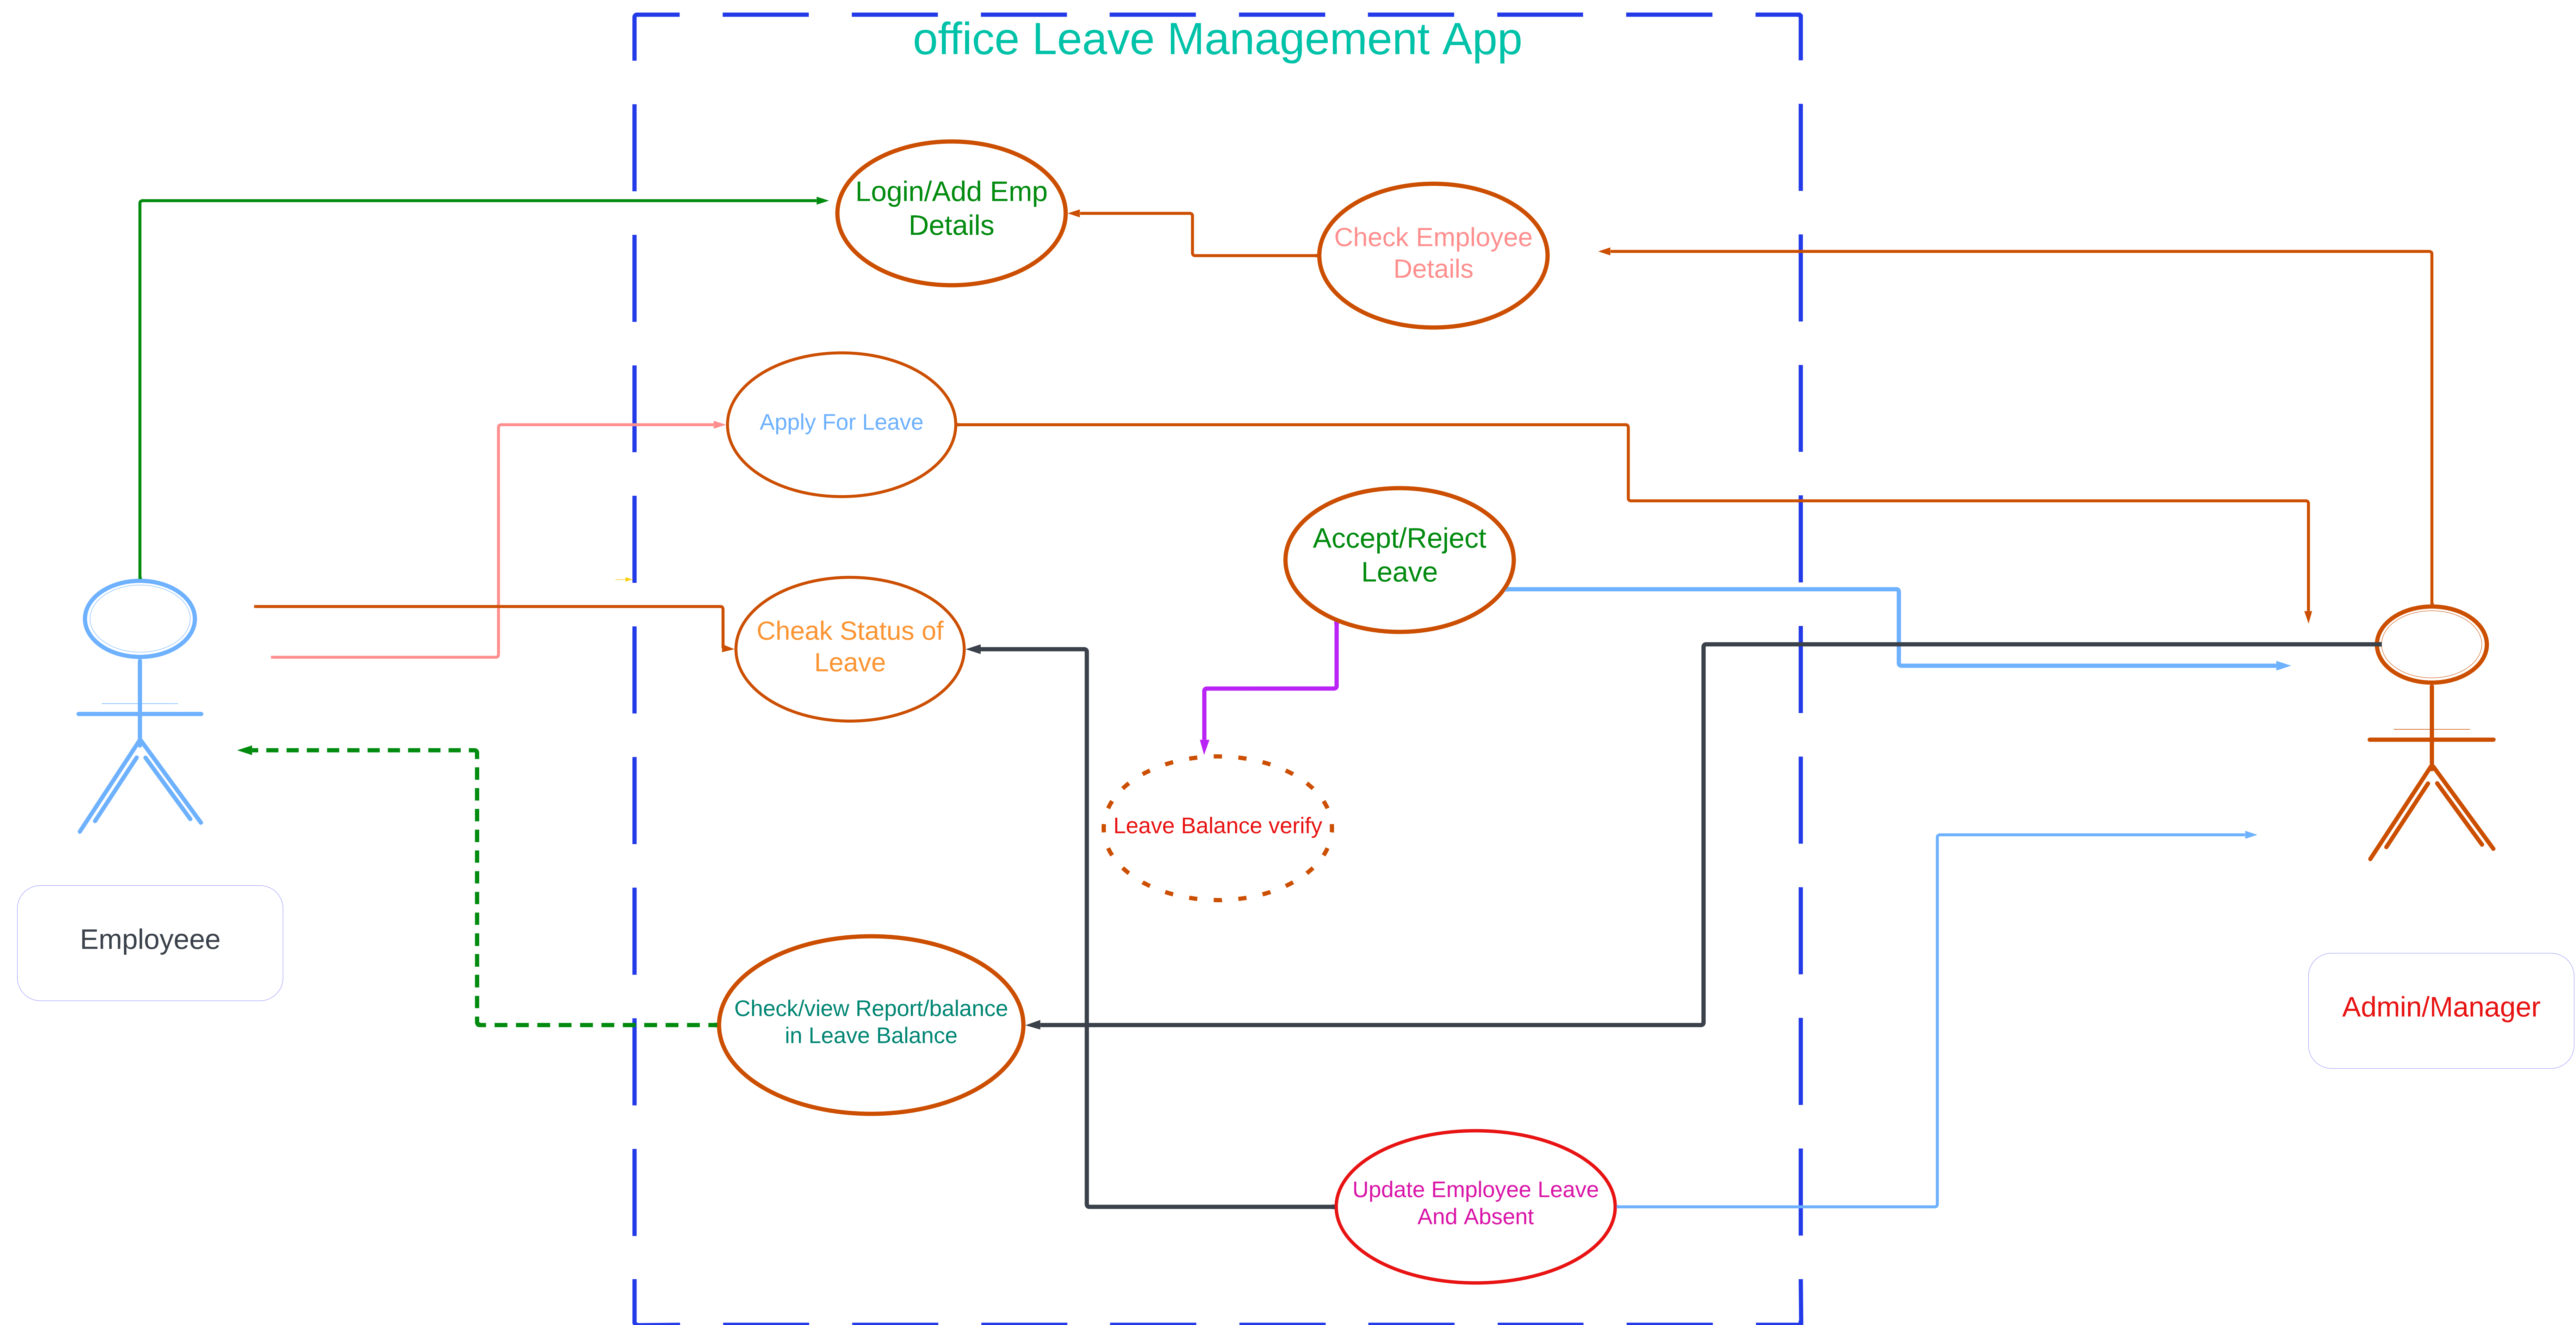 office Leave Management App
Login/Add Emp
Details
Check Employee
Details
Apply For Leave
Accept/Reject
Leave
Cheak Status of
Leave
Leave Balance verify
Employeee
Check/view Report/balance
in Leave Balance
Admin/Manager
Update Employee Leave
And Absent